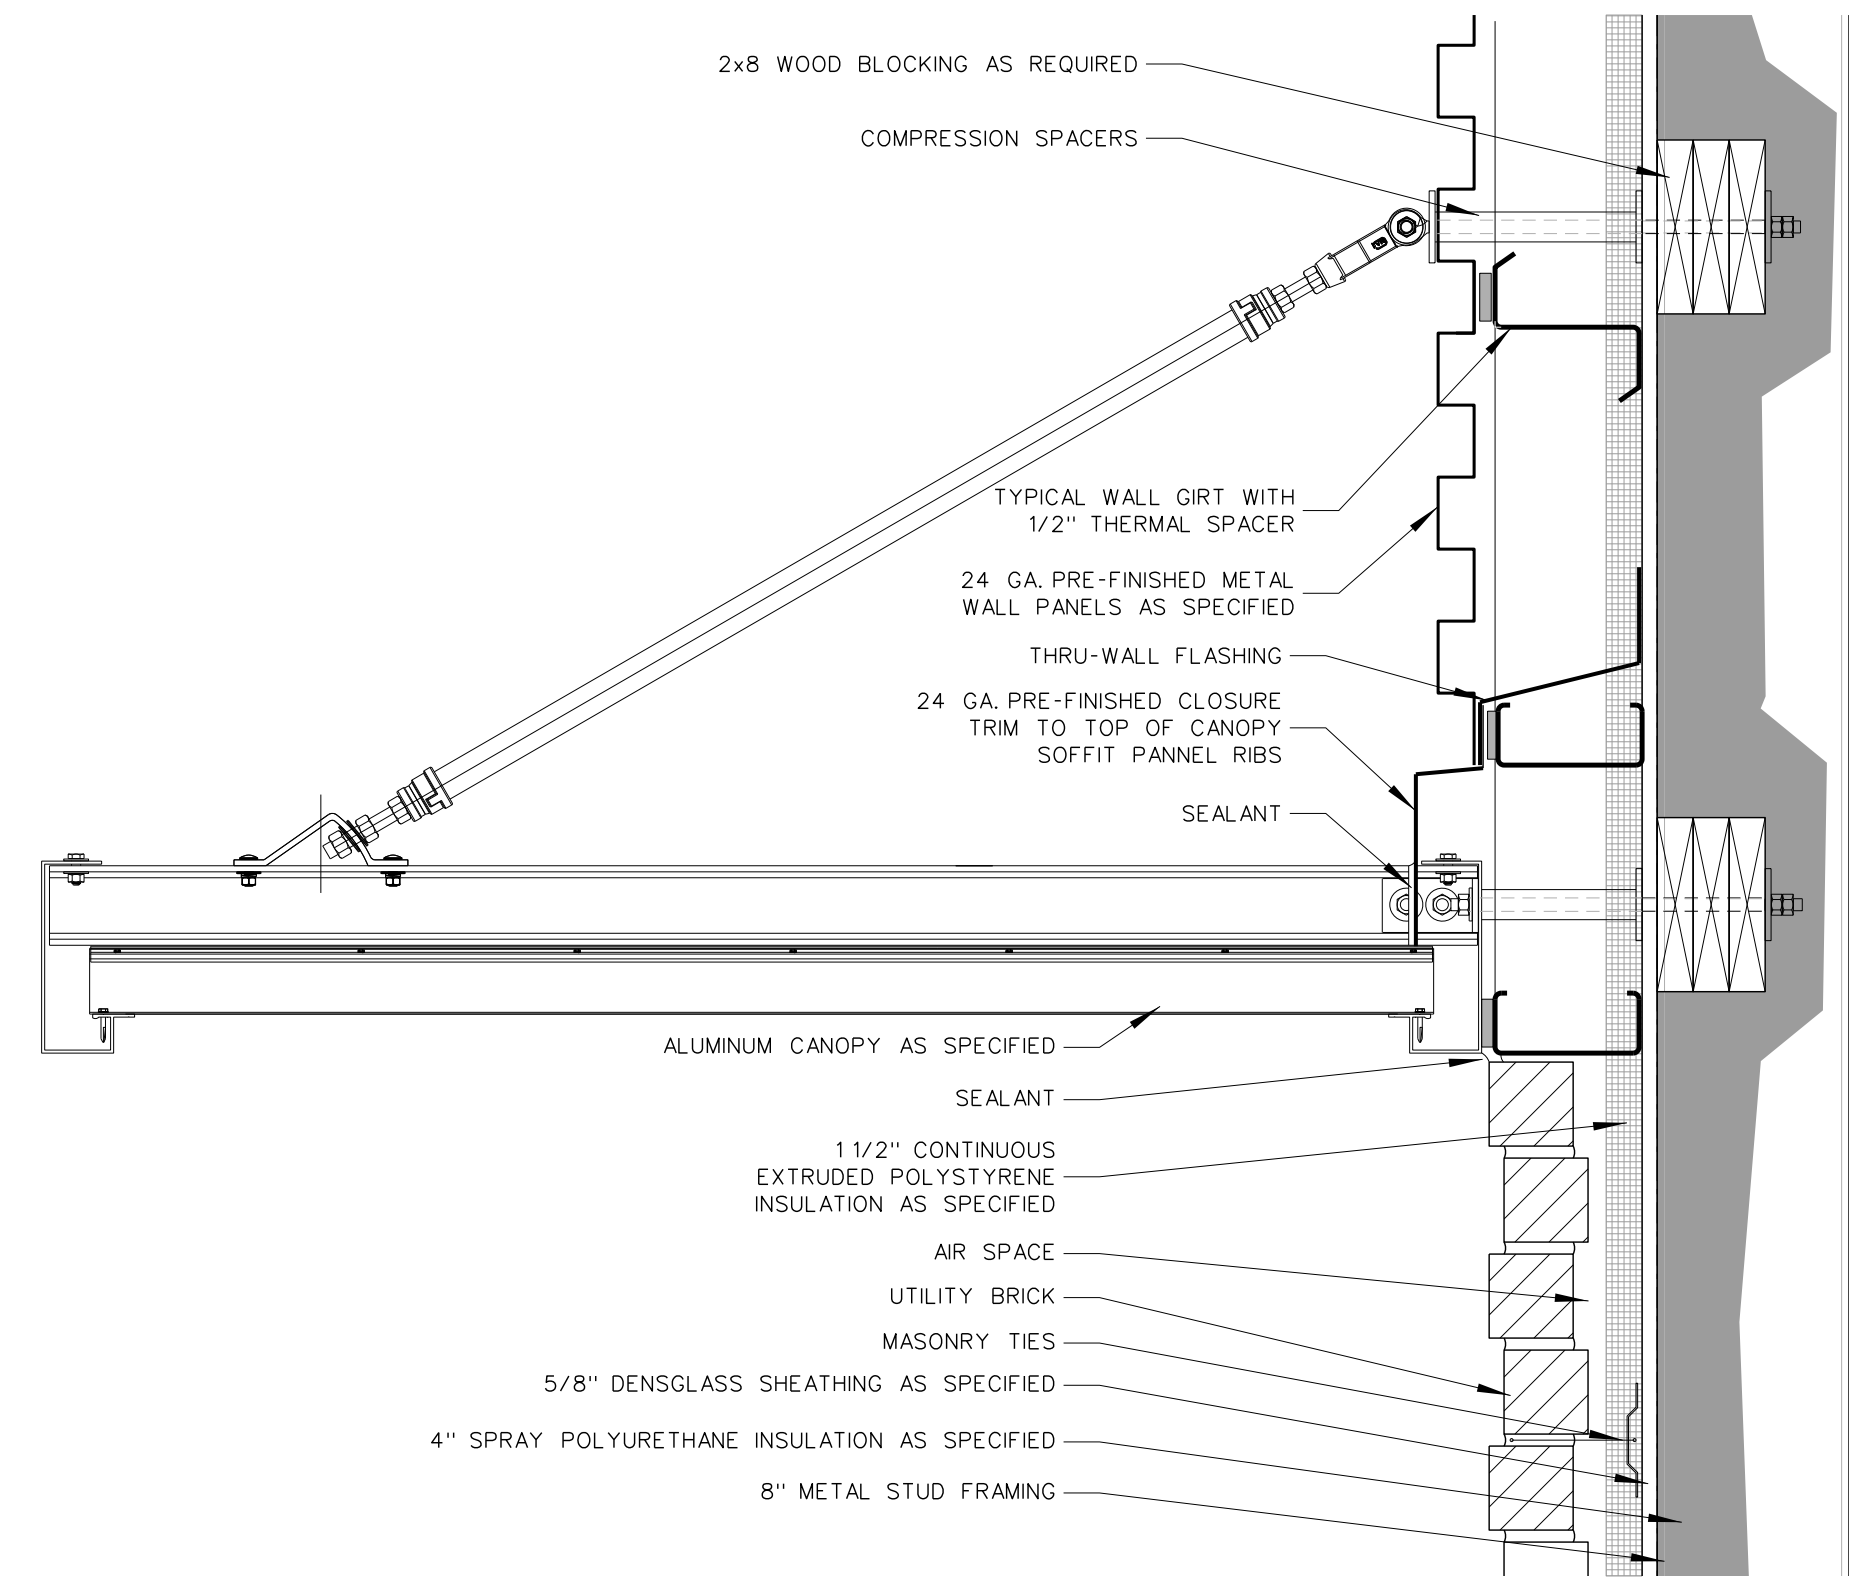 2x8 WOOD BLOCKING AS REQUIRED
COMPRESSION SPACERS
TYPICAL WALL GIRT WITH
1/2" THERMAL SPACER
24 GA. PRE-FINISHED METAL
WALL PANELS AS SPECIFIED
THRU-WALL FLASHING
24 GA. PRE-FINISHED CLOSURE
TRIM TO TOP OF CANOPY
SOFFIT PANNEL RIBS
SEALANT
ALUMINUM CANOPY AS SPECIFIED
SEALANT
1 1/2" CONTINUOUS
EXTRUDED POLYSTYRENE
INSULATION AS SPECIFIED
AIR SPACE
UTILITY BRICK
MASONRY TIES
5/8" DENSGLASS SHEATHING AS SPECIFIED
4" SPRAY POLYURETHANE INSULATION AS SPECIFIED
8" METAL STUD FRAMING